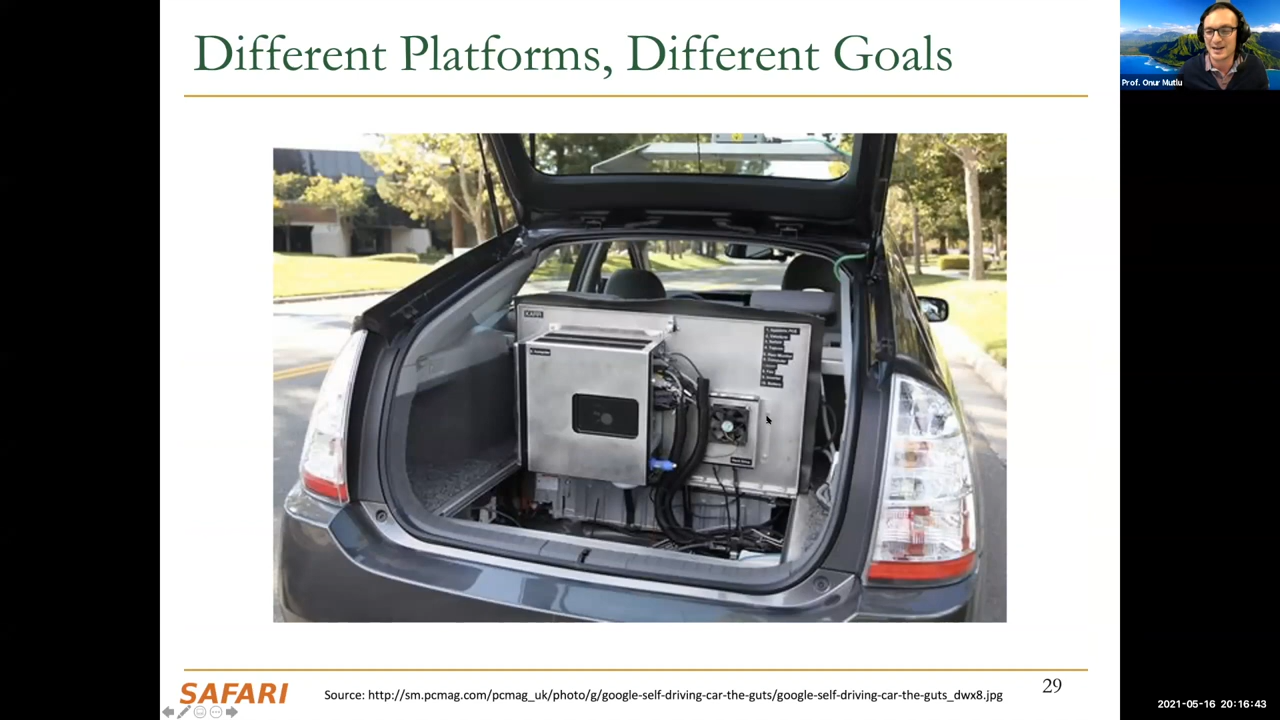 Different Platforms, Different Goals
Prof. Onur Mutlu
SAFARI
Source: http://sm.pcmag.com/pcmag_uk/photo/g/google-self-driving-car-the-guts/google-self-driving-car-the-guts_dwx8.jpg
29
2021-05-16 20:16:43